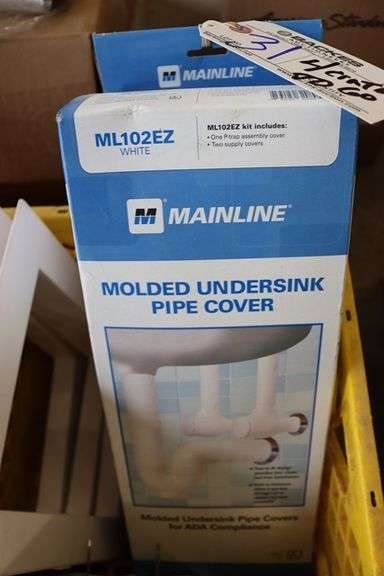 BACKES
31
MAINLINE
ML102EZ
WHITE
ML102EZ kit includes:
• One P-trap assembly cover
• Two supply covers
MAINLINE
MOLDED UNDERSINK
PIPE COVER
Molded Undersink Pipe Covers
for ADA Compliance